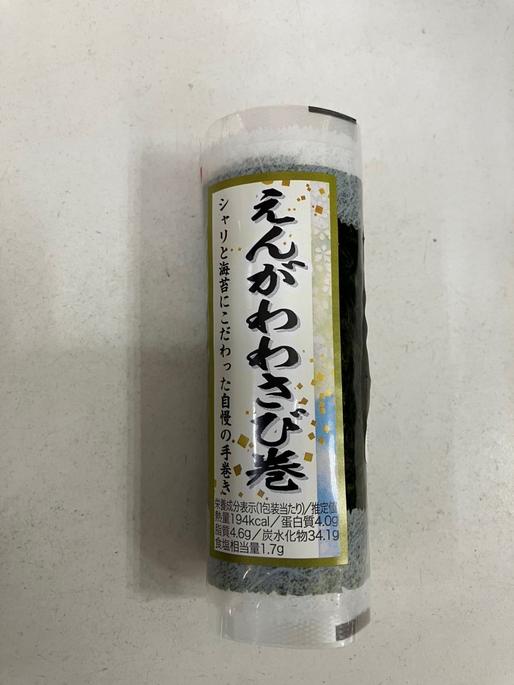 えんがわわさび巻
シャリと海苔にこだわった自慢の手巻き
栄養成分表示(1包装当たり)/推定値
熱量194kcal/蛋白質4.0g
脂質4.6g/炭水化物34.1g
食塩相当量1.7g